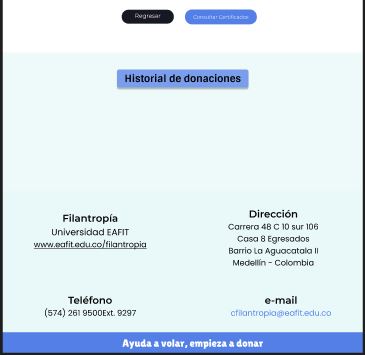 Regresar
Consultar Certificados
Historial de donaciones
Filantropía
Universidad EAFIT
www.eafit.edu.co/filantropia
Dirección
Carrera 48 C 10 sur 106
Casa 8 Egresados
Barrio La Aguacatala II
Medellín - Colombia
Teléfono
(574) 261 9500Ext. 9297
e-mail
cfilantropia@eafit.edu.co
Ayuda a volar, empieza a donar